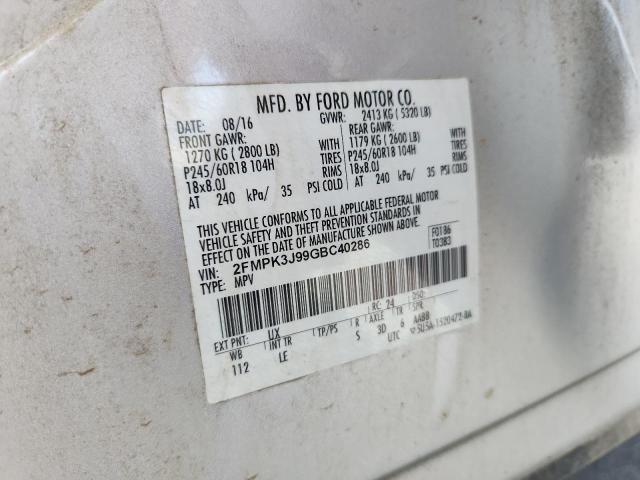 MFD. BY FORD MOTOR CO.
DATE: 08/16 GVWR: 2413 KG ( 5320 LB)
FRONT GAWR: REAR GAWR:
1270 KG ( 2800 LB) WITH 1179 KG ( 2600 LB) WITH
P245/60R18 104H TIRES P245/60R18 104H TIRES
18x8.0J RIMS 18x8.0J RIMS
AT 240 kPa/ 35 PSI COLD AT 240 kPa/ 35 PSI COLD
THIS VEHICLE CONFORMS TO ALL APPLICABLE FEDERAL MOTOR
VEHICLE SAFETY AND THEFT PREVENTION STANDARDS IN
EFFECT ON THE DATE OF MANUFACTURE SHOWN ABOVE.
VIN: 2FMPK3J99GBC40286 F0186
TYPE: MPV T0383
EXT PNT: UX RC: 24 DSO:
WB INT TR TP/PS R AXLE TR SPR
112 LE S 3D 6 AABB
UTC